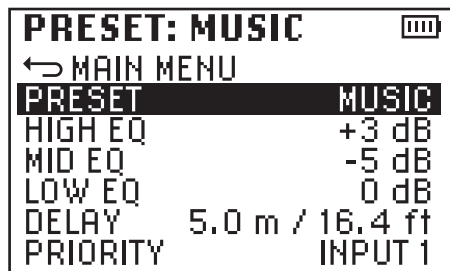 PRESET: MUSIC
MAIN MENU
PRESET MUSIC
HIGH EQ +3 dB
MID EQ -5 dB
LOW EQ 0 dB
DELAY 5.0 m / 16.4 ft
PRIORITY INPUT 1